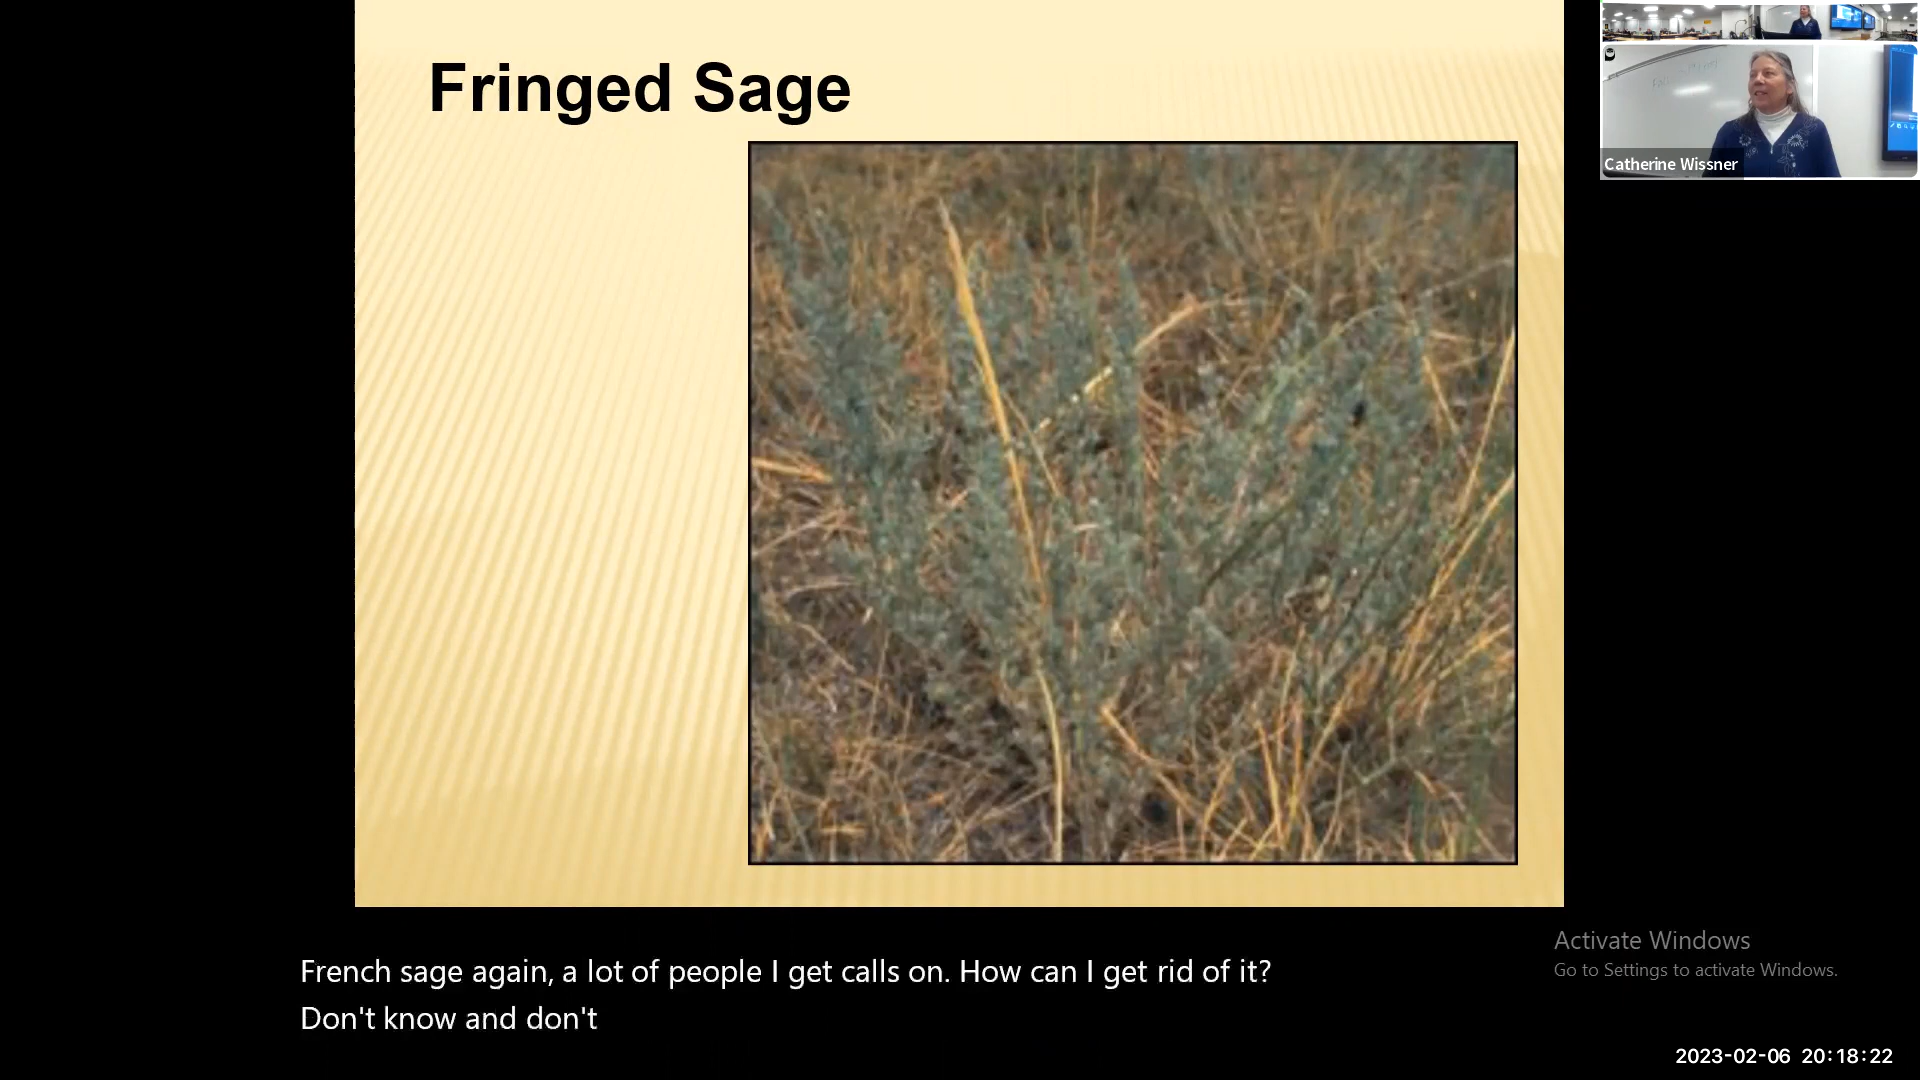 Fringed Sage
Catherine Wissner
French sage again, a lot of people I get calls on. How can I get rid of it?
Don't know and don't
Activate Windows
Go to Settings to activate Windows.
2023-02-06 20:18:22